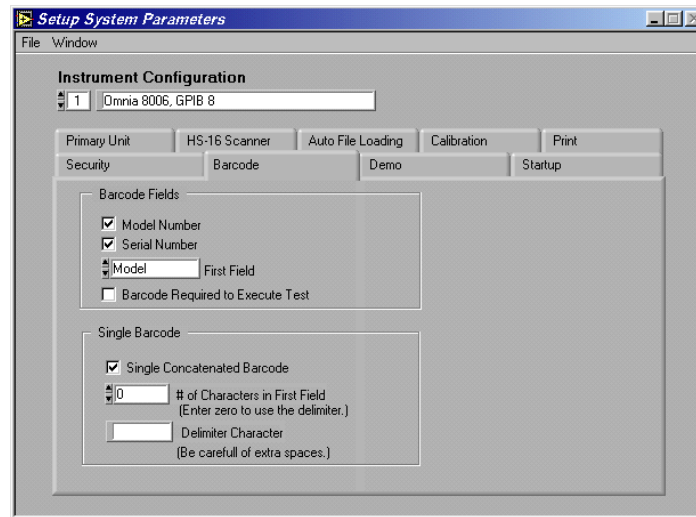 Setup System Parameters
File Window
Instrument Configuration
1 Omnia 8006, GPIB 8
Primary Unit HS-16 Scanner Auto File Loading Calibration Print
Security Barcode Demo Startup
Barcode Fields
Model Number
Serial Number
Model First Field
Barcode Required to Execute Test
Single Barcode
Single Concatenated Barcode
0 # of Characters in First Field
(Enter zero to use the delimiter.)
Delimiter Character
(Be carefull of extra spaces.)